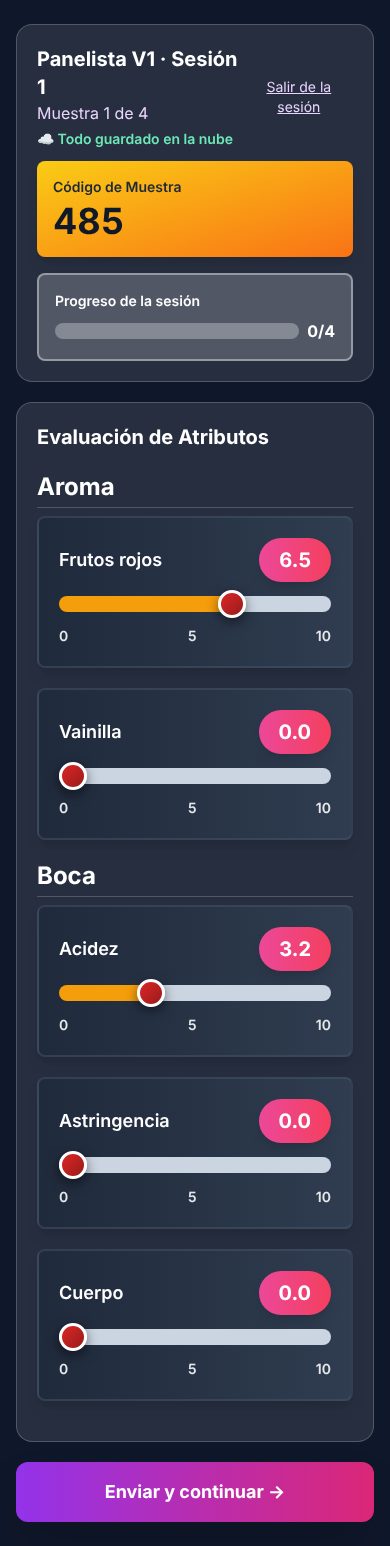 Panelista V1 · Sesión
1
Muestra 1 de 4
☁️ Todo guardado en la nube
Salir de la
sesión
Código de Muestra
485
Progreso de la sesión
0/4
Evaluación de Atributos
Aroma
Frutos rojos 6.5
0 5 10
Vainilla 0.0
0 5 10
Boca
Acidez 3.2
0 5 10
Astringencia 0.0
0 5 10
Cuerpo 0.0
0 5 10
Enviar y continuar →